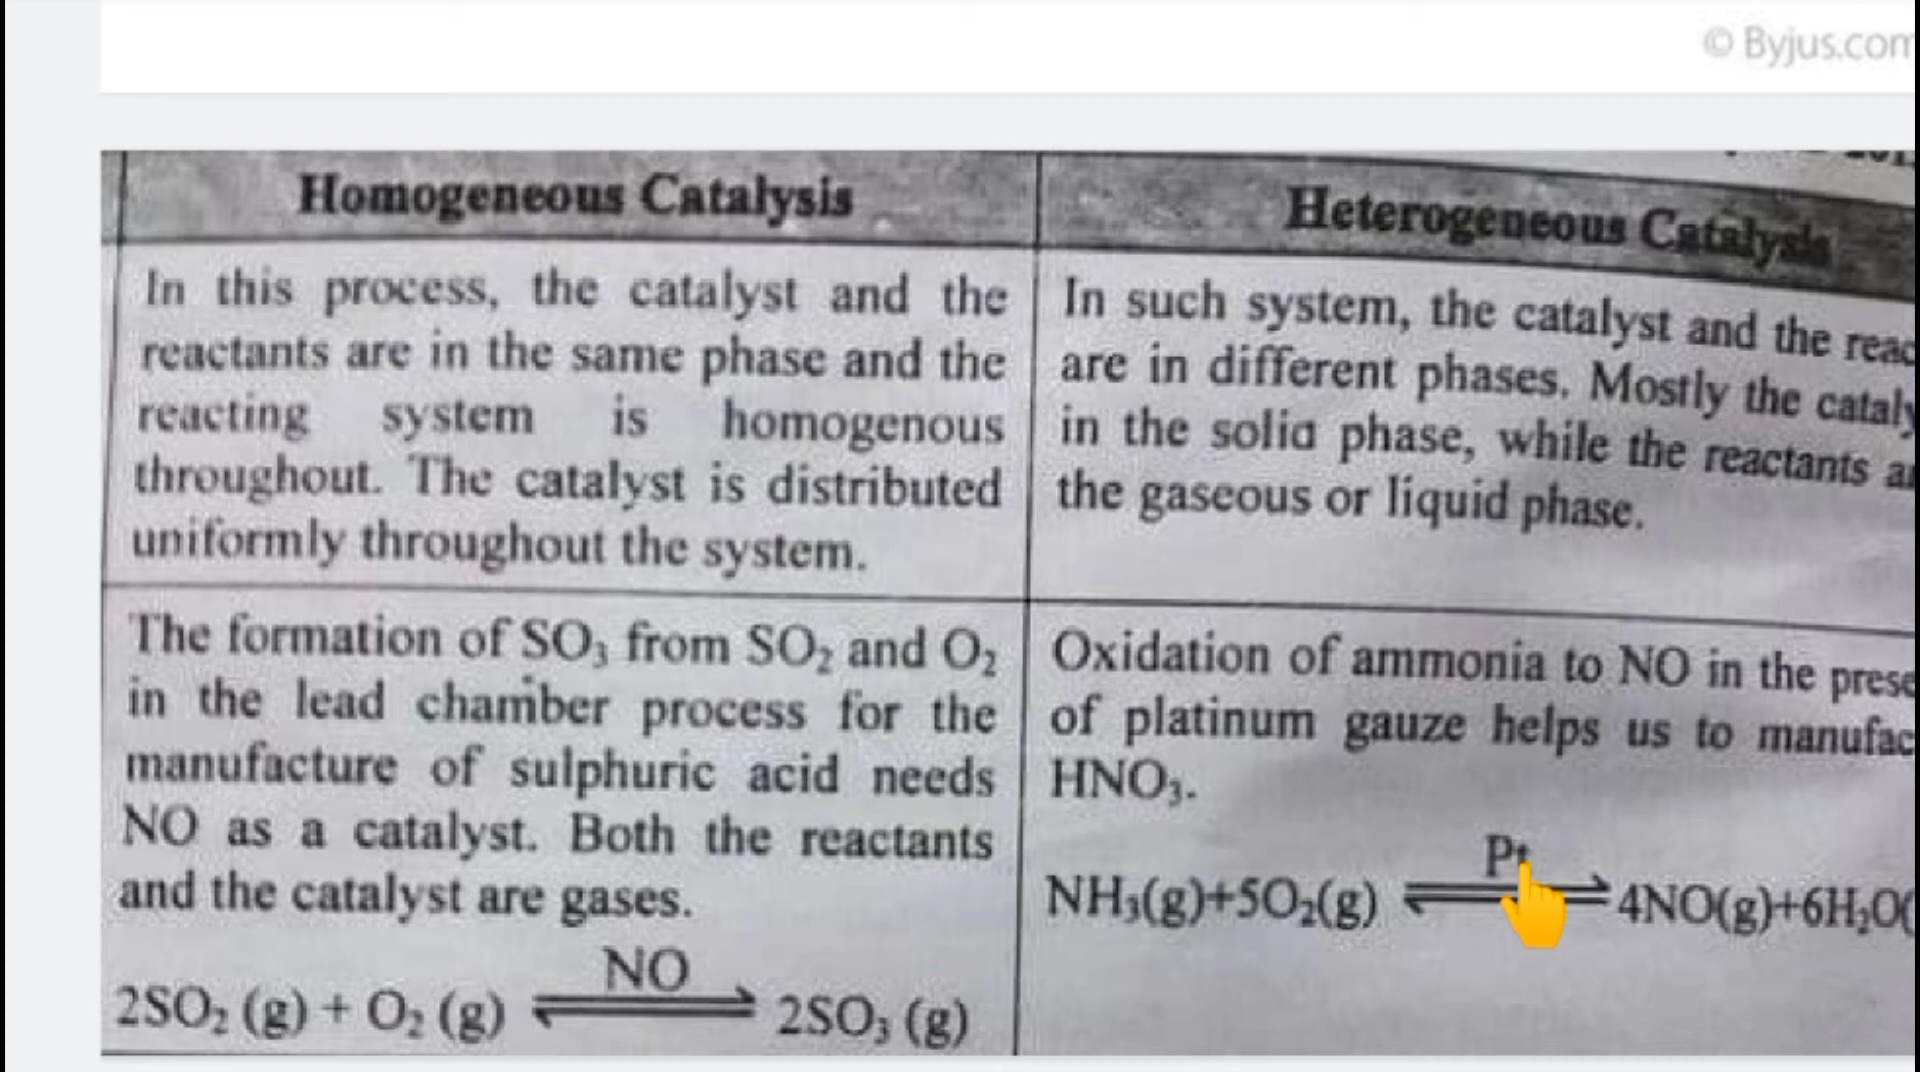 © Byjus.com
Homogeneous Catalysis
In this process, the catalyst and the
reactants are in the same phase and the
reacting system is homogenous
throughout. The catalyst is distributed
uniformly throughout the system.
The formation of SO₃ from SO₂ and O₂
in the lead chamber process for the
manufacture of sulphuric acid needs
NO as a catalyst. Both the reactants
and the catalyst are gases.
NO
2SO₂ (g) + O₂ (g) ⇌ 2SO₃ (g)
Heterogeneous Catalysis
In such system, the catalyst and the reac
are in different phases. Mostly the cataly
in the solid phase, while the reactants a
the gaseous or liquid phase.
Oxidation of ammonia to NO in the prese
of platinum gauze helps us to manufac
HNO₃.
Pt
NH₃(g)+5O₂(g) ⇌ 4NO(g)+6H₂O(